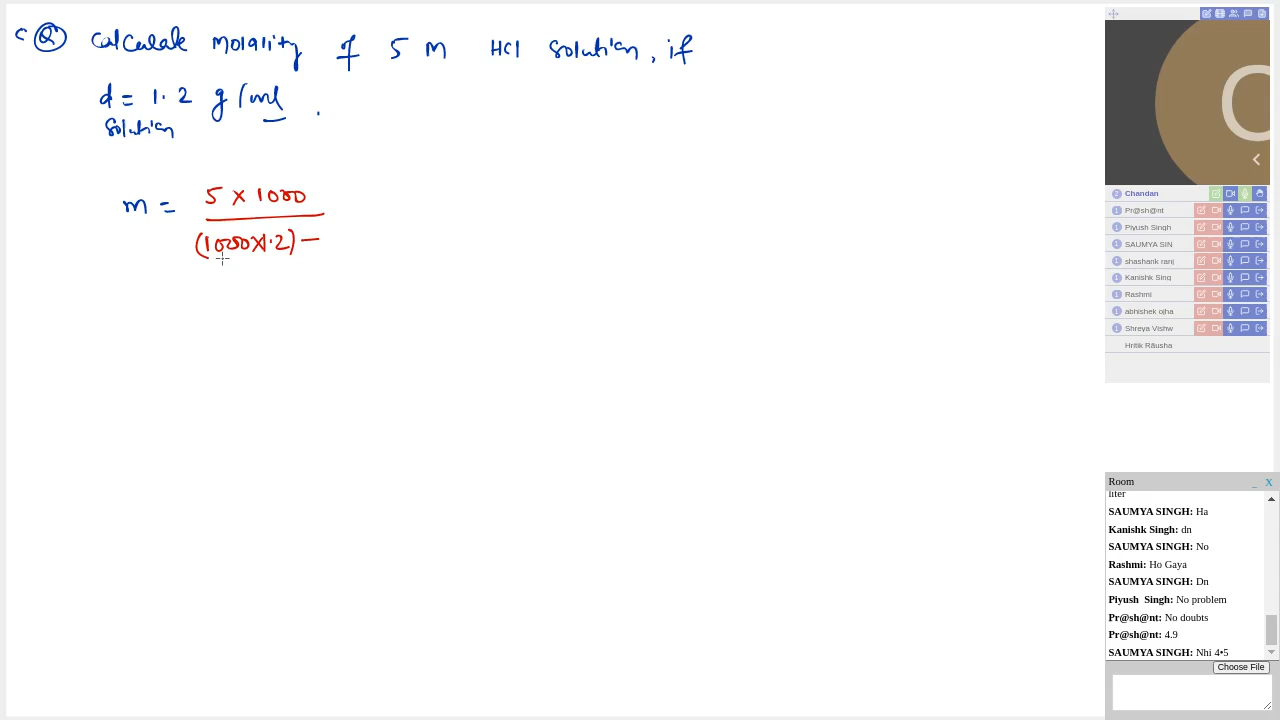 Q. Calculate Molality of 5 M HCl solution, if
d = 1.2 g/ml .
solution
m = 5 x 1000
(1000x1.2) -
Chandan
Pr@sh@nt
Piyush Singh
SAUMYA SIN
shashank ranj
Kanishk Sing
Rashmi
abhishek ojha
Shreya Vishw
Hritik Räusha
Room _ X
liter
SAUMYA SINGH: Ha
Kanishk Singh: dn
SAUMYA SINGH: No
Rashmi: Ho Gaya
SAUMYA SINGH: Dn
Piyush Singh: No problem
Pr@sh@nt: No doubts
Pr@sh@nt: 4.9
SAUMYA SINGH: Nhi 4•5
Choose File